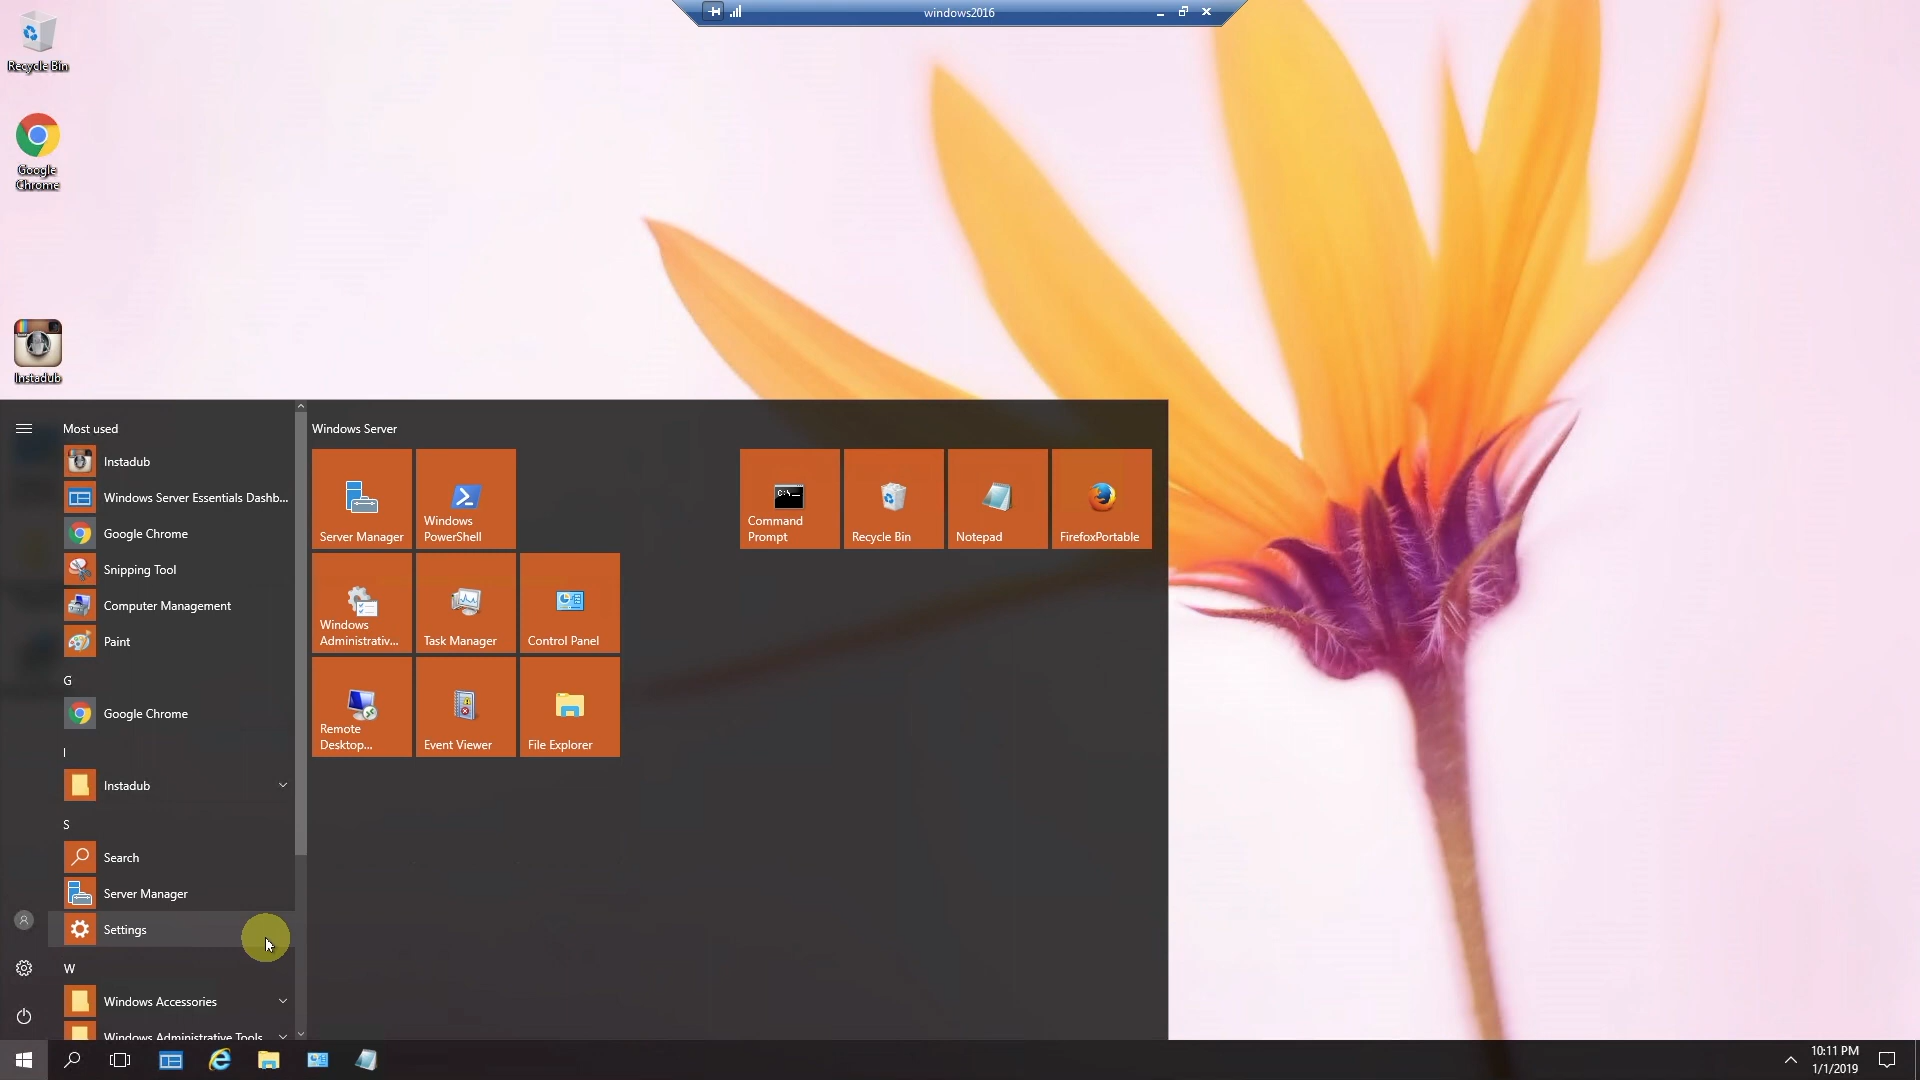 windows2016
Recycle Bin
Google
Chrome
Instadub
Most used
Instadub
Windows Server Essentials Dashb...
Google Chrome
Snipping Tool
Computer Management
Paint
G
Google Chrome
I
Instadub
S
Search
Server Manager
Settings
W
Windows Accessories
Windows Administrative Tools
Windows Server
Server Manager
Windows
PowerShell
Windows
Administrativ...
Task Manager
Control Panel
Remote
Desktop...
Event Viewer
File Explorer
C:\_
Command
Prompt
Recycle Bin
Notepad
FirefoxPortable
10:11 PM
1/1/2019